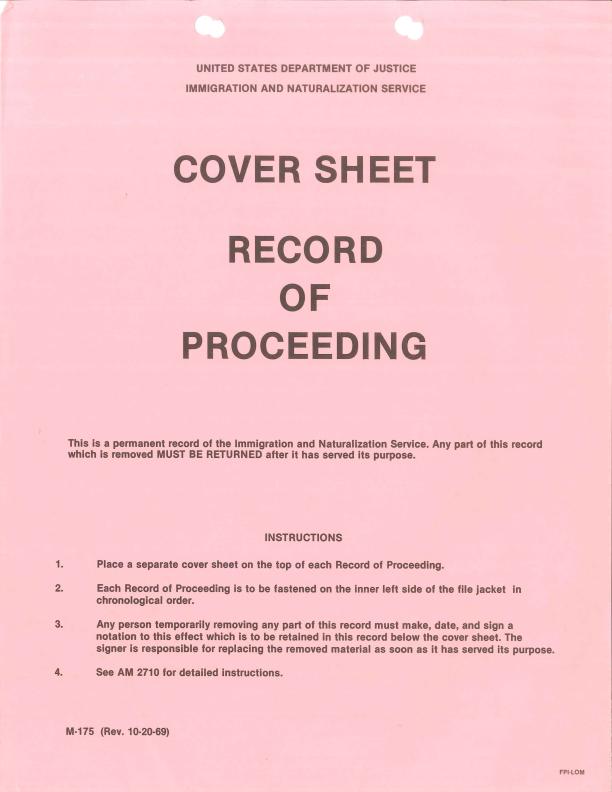 UNITED STATES DEPARTMENT OF JUSTICE
IMMIGRATION AND NATURALIZATION SERVICE
COVER SHEET
RECORD
OF
PROCEEDING
This is a permanent record of the Immigration and Naturalization Service. Any part of this record
which is removed MUST BE RETURNED after it has served its purpose.
INSTRUCTIONS
1. Place a separate cover sheet on the top of each Record of Proceeding.
2. Each Record of Proceeding is to be fastened on the inner left side of the file jacket in
chronological order.
3. Any person temporarily removing any part of this record must make, date, and sign a
notation to this effect which is to be retained in this record below the cover sheet. The
signer is responsible for replacing the removed material as soon as it has served its purpose.
4. See AM 2710 for detailed instructions.
M-175 (Rev. 10-20-69)
FPI-LOM